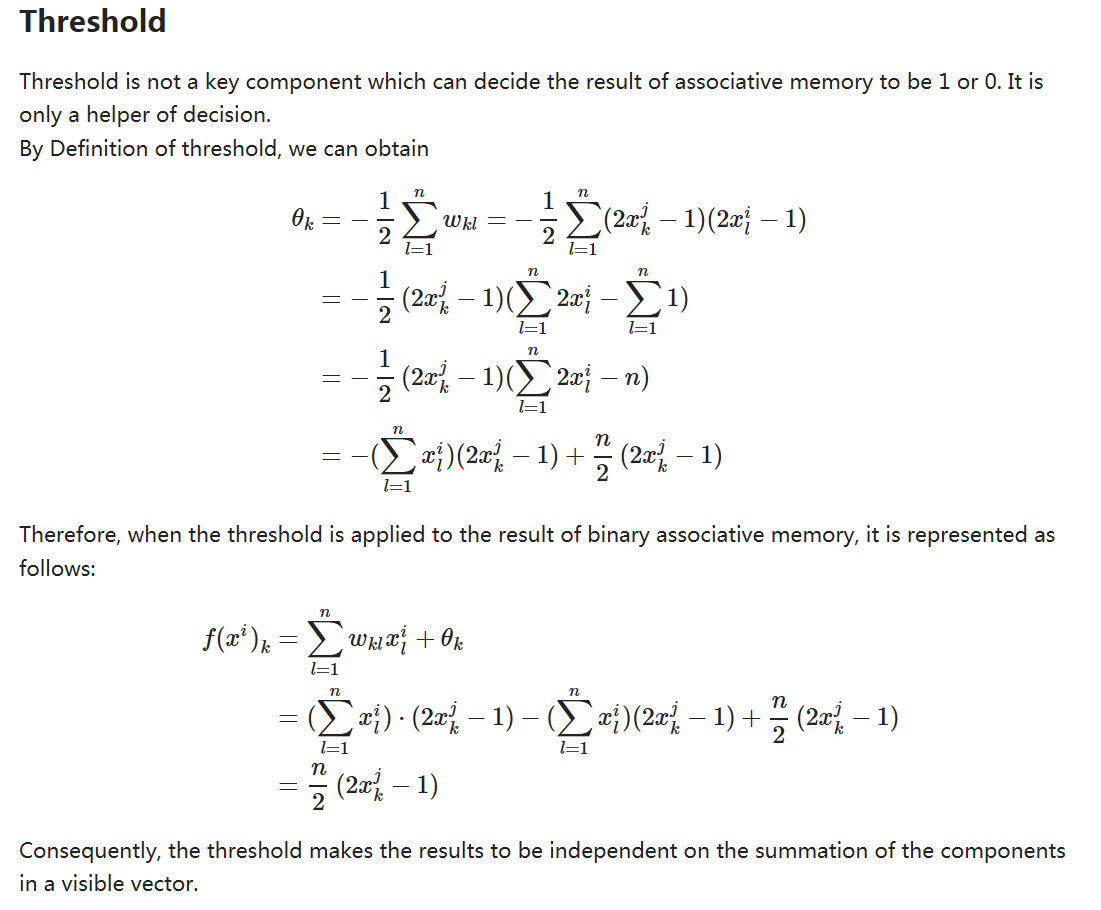 Threshold
Threshold is not a key component which can decide the result of associative memory to be 1 or 0. It is
only a helper of decision.
By Definition of threshold, we can obtain
$\theta_k = -\frac{1}{2}\sum_{l=1}^{n} w_{kl} = -\frac{1}{2}\sum_{l=1}^{n}(2x_k^j - 1)(2x_l^i - 1)$
$= -\frac{1}{2}(2x_k^j - 1)(\sum_{l=1}^{n} 2x_l^i - \sum_{l=1}^{n} 1)$
$= -\frac{1}{2}(2x_k^j - 1)(\sum_{l=1}^{n} 2x_l^i - n)$
$= -(\sum_{l=1}^{n} x_l^i)(2x_k^j - 1) + \frac{n}{2}(2x_k^j - 1)$
Therefore, when the threshold is applied to the result of binary associative memory, it is represented as
follows:
$f(x^i)_k = \sum_{l=1}^{n} w_{kl} x_l^i + \theta_k$
$= (\sum_{l=1}^{n} x_l^i) \cdot (2x_k^j - 1) - (\sum_{l=1}^{n} x_l^i)(2x_k^j - 1) + \frac{n}{2}(2x_k^j - 1)$
$= \frac{n}{2}(2x_k^j - 1)$
Consequently, the threshold makes the results to be independent on the summation of the components
in a visible vector.